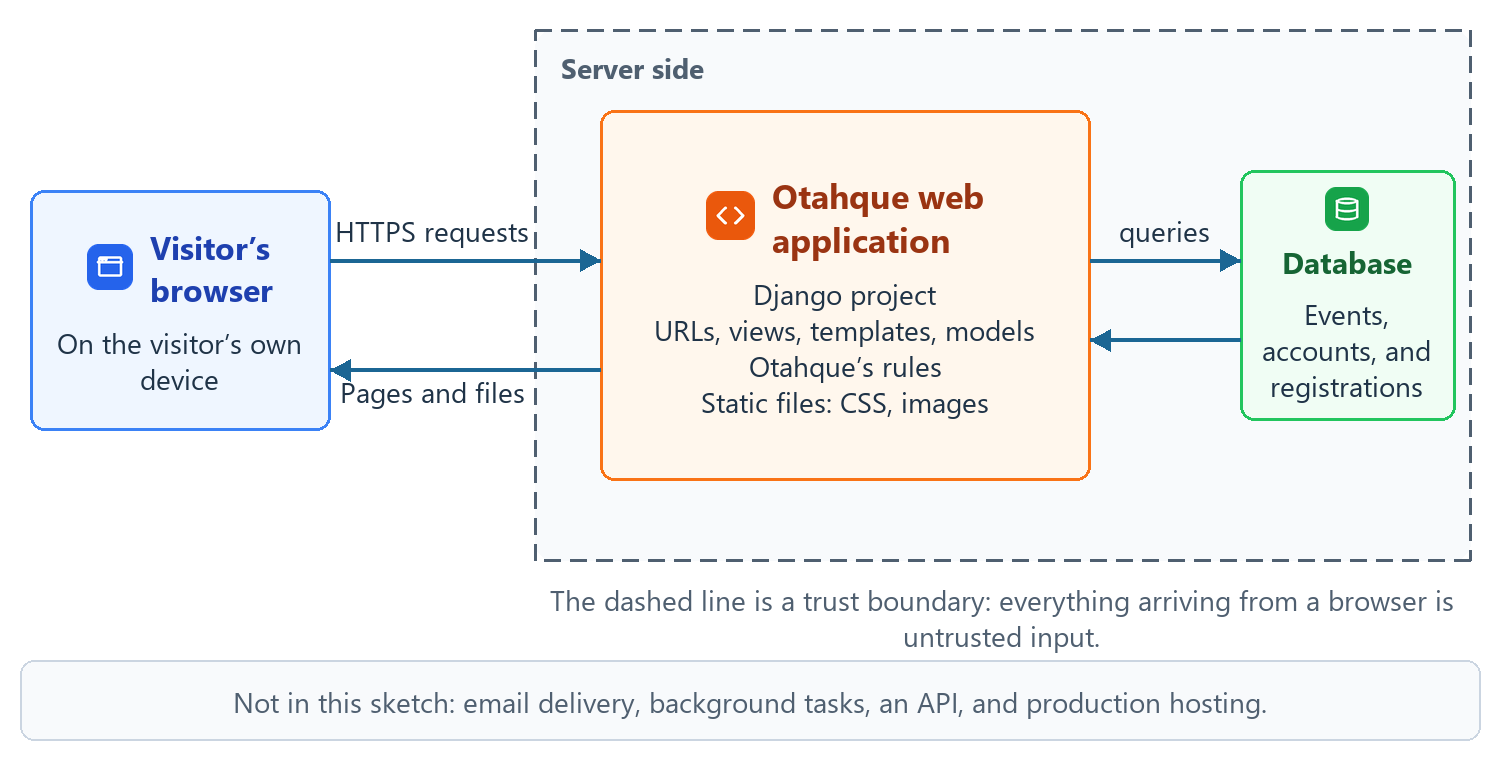 Server side
Visitor’s
browser
On the visitor’s own
device
HTTPS requests
Pages and files
Otahque web
application
Django project
URLs, views, templates, models
Otahque’s rules
Static files: CSS, images
queries
Database
Events,
accounts, and
registrations
The dashed line is a trust boundary: everything arriving from a browser is
untrusted input.
Not in this sketch: email delivery, background tasks, an API, and production hosting.